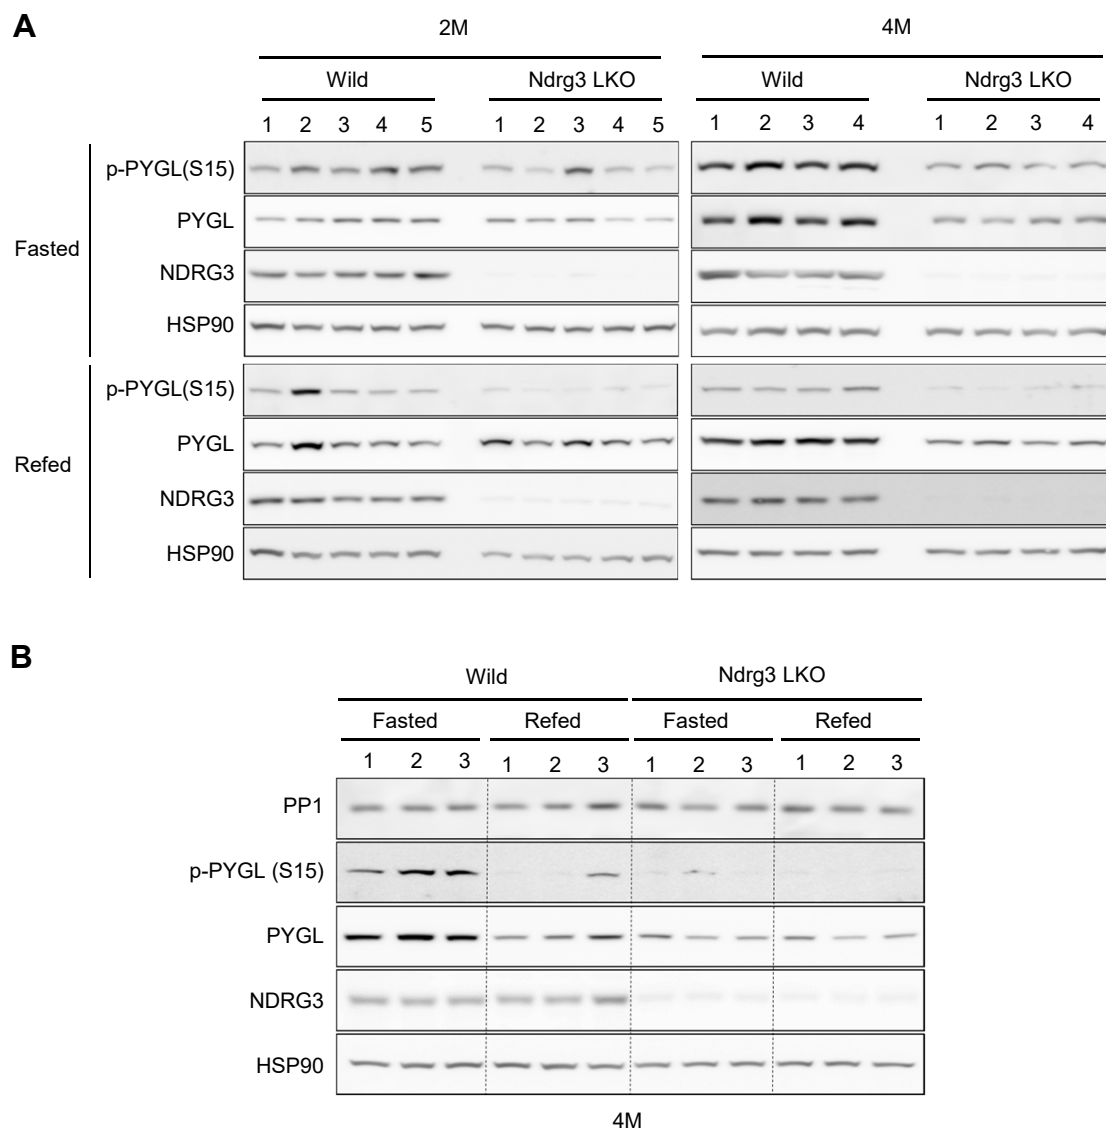 A
2M 4M
Wild Ndrg3 LKO Wild Ndrg3 LKO
1 2 3 4 5 1 2 3 4 5 1 2 3 4 1 2 3 4
Fasted
p-PYGL(S15)
PYGL
NDRG3
HSP90
Refed
p-PYGL(S15)
PYGL
NDRG3
HSP90
B
Wild Ndrg3 LKO
Fasted Refed Fasted Refed
1 2 3 1 2 3 1 2 3 1 2 3
PP1
p-PYGL (S15)
PYGL
NDRG3
HSP90
4M